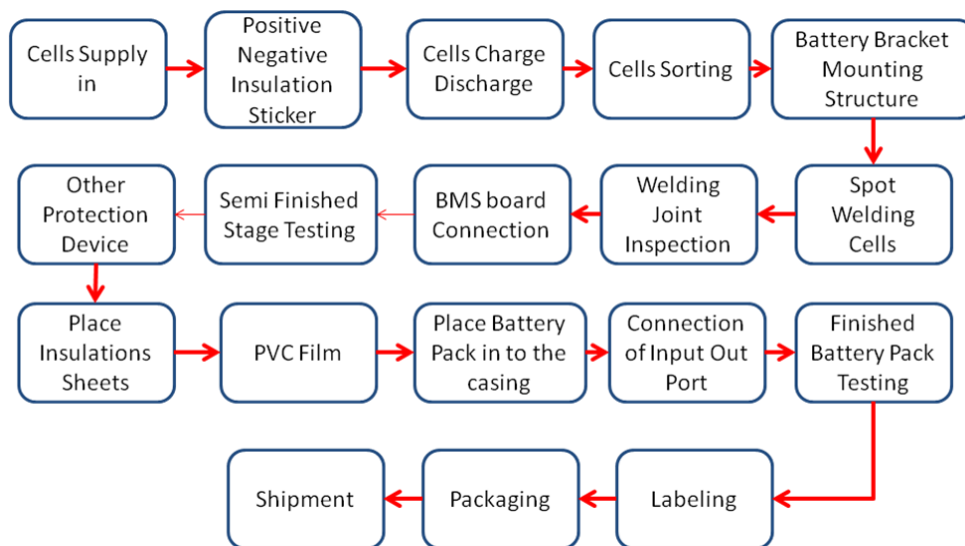 Cells Supply
in
Positive
Negative
Insulation
Sticker
Cells Charge
Discharge
Cells Sorting
Battery Bracket
Mounting
Structure
Spot
Welding
Cells
Welding
Joint
Inspection
BMS board
Connection
Semi Finished
Stage Testing
Other
Protection
Device
Place
Insulations
Sheets
PVC Film
Place Battery
Pack in to the
casing
Connection
of Input Out
Port
Finished
Battery Pack
Testing
Labeling
Packaging
Shipment